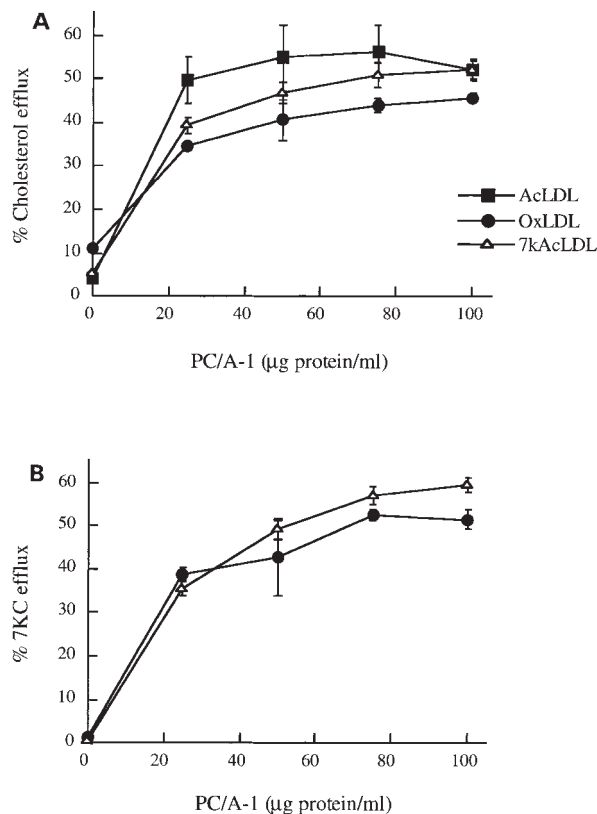 A
60
50
40
30
20
10
0
% Cholesterol efflux
AcLDL
OxLDL
7kAcLDL
0 20 40 60 80 100
PC/A-1 (µg protein/ml)
B
60
50
40
30
20
10
0
% 7KC efflux
0 20 40 60 80 100
PC/A-1 (µg protein/ml)